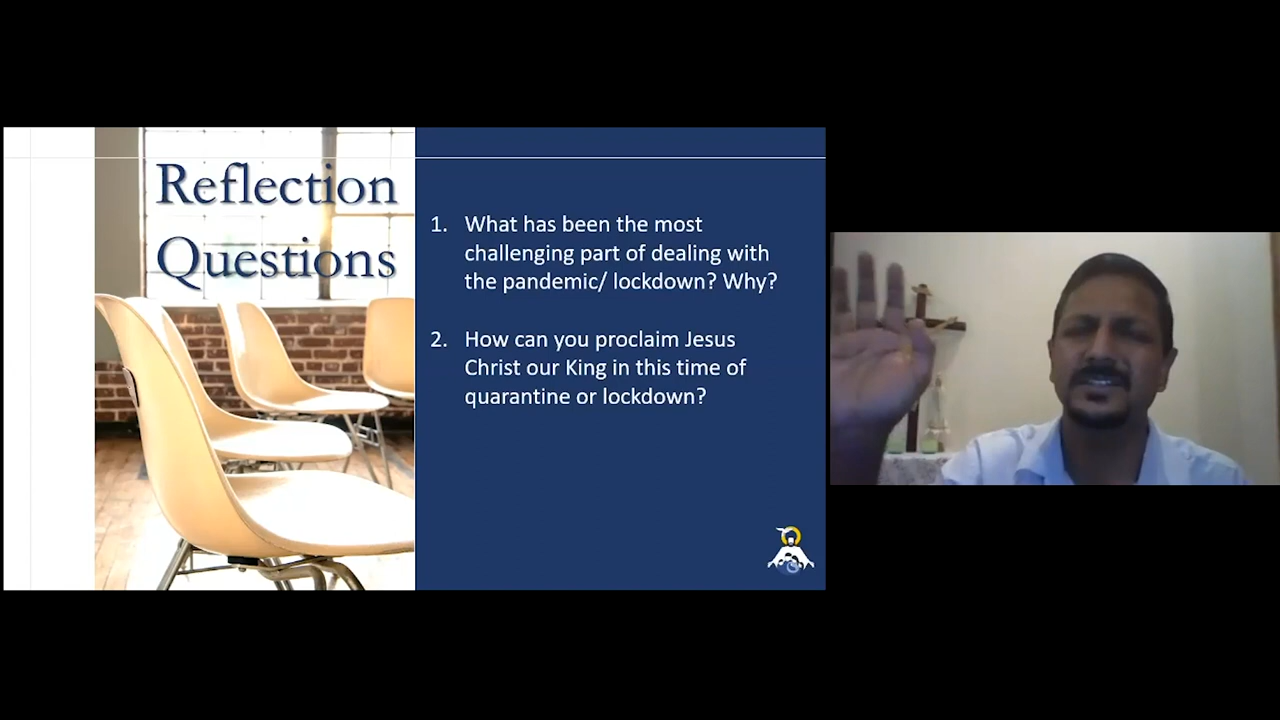 Reflection
Questions
1. What has been the most
challenging part of dealing with
the pandemic/ lockdown? Why?
2. How can you proclaim Jesus
Christ our King in this time of
quarantine or lockdown?